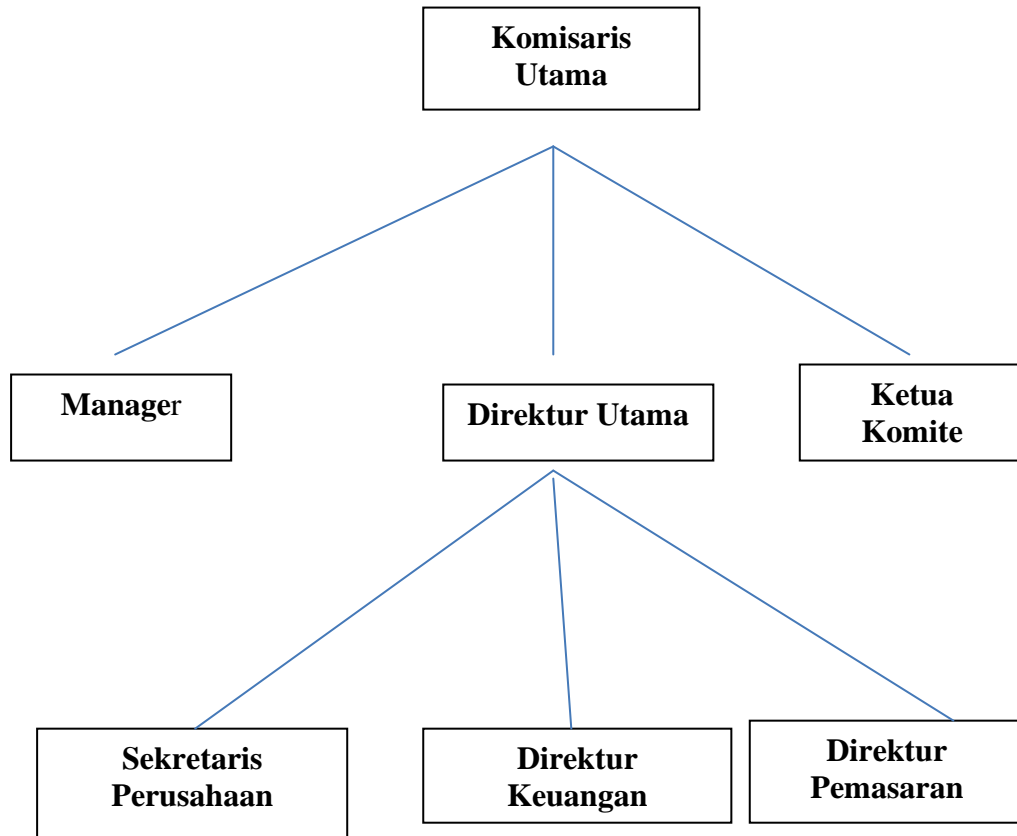 Komisaris
Utama
Manager
Direktur Utama
Ketua
Komite
Sekretaris
Perusahaan
Direktur
Keuangan
Direktur
Pemasaran